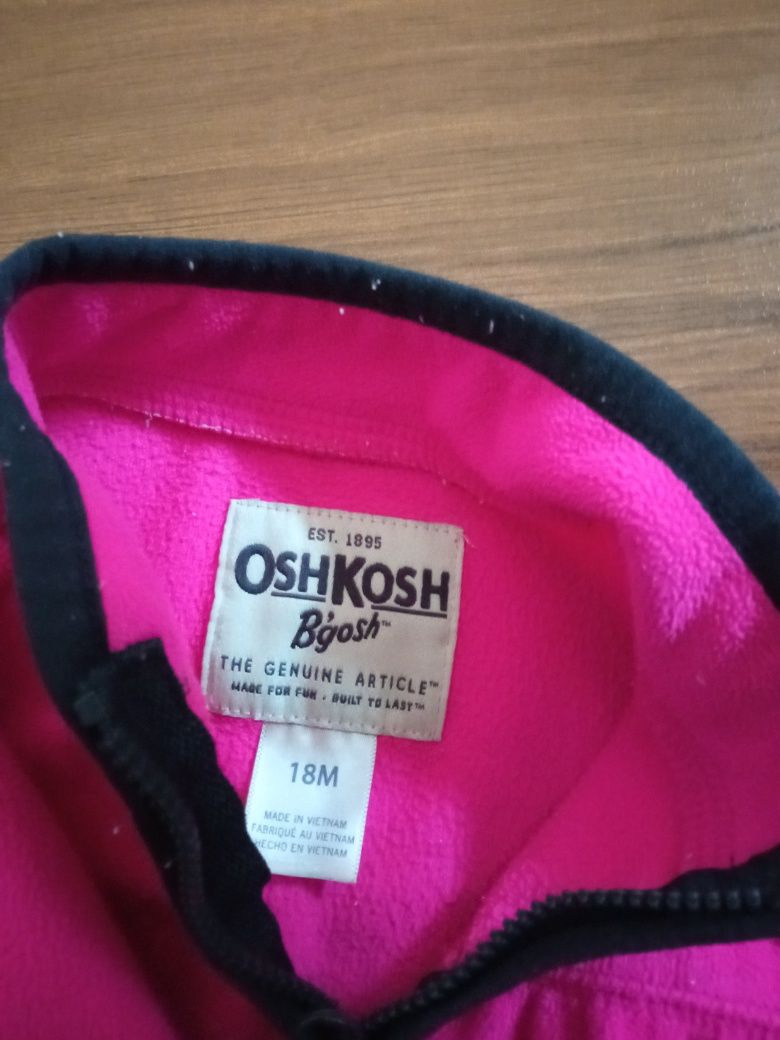 EST. 1895
OSHKOSH
B'gosh™
THE GENUINE ARTICLE™
MADE FOR FUN . BUILT TO LAST™
18M
MADE IN VIETNAM
FABRIQUÉ AU VIETNAM
HECHO EN VIETNAM